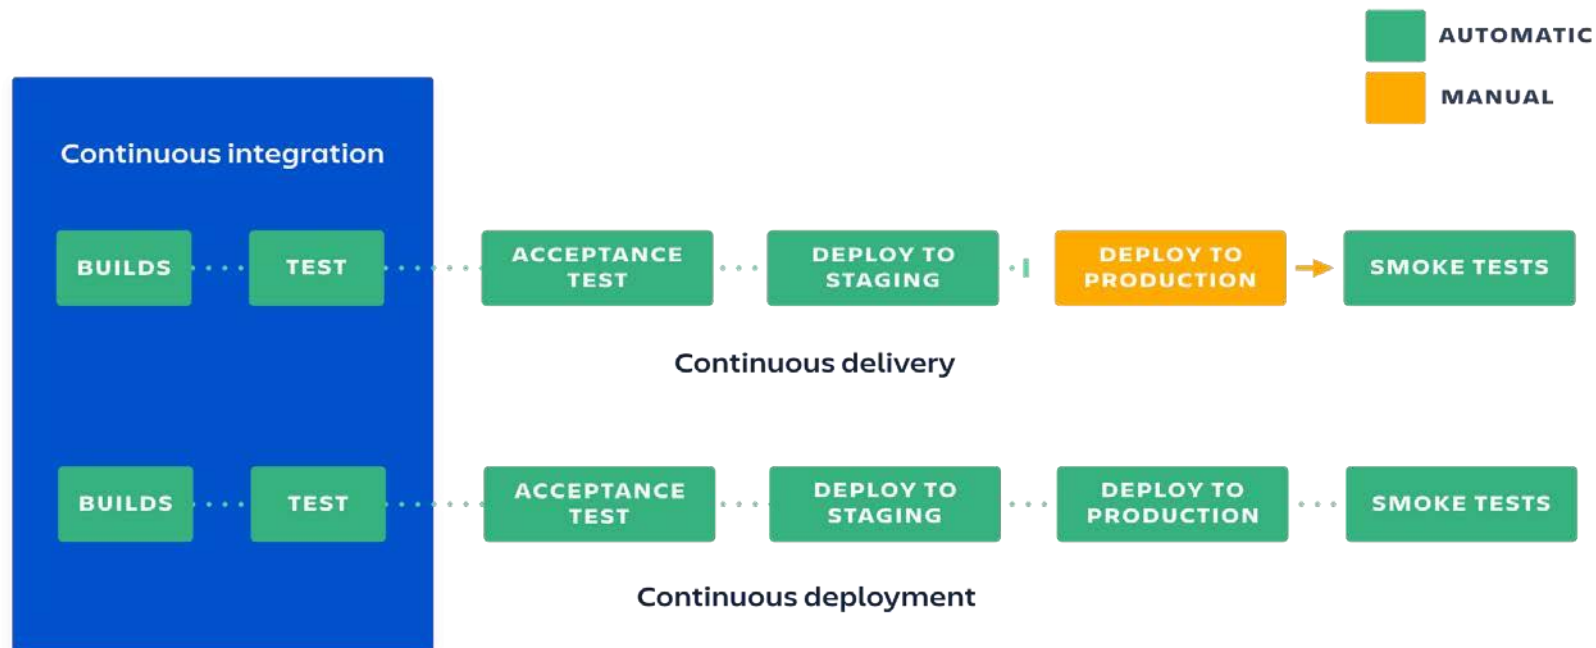 AUTOMATIC
MANUAL
Continuous integration
BUILDS
TEST
ACCEPTANCE
TEST
DEPLOY TO
STAGING
DEPLOY TO
PRODUCTION
SMOKE TESTS
Continuous delivery
BUILDS
TEST
ACCEPTANCE
TEST
DEPLOY TO
STAGING
DEPLOY TO
PRODUCTION
SMOKE TESTS
Continuous deployment